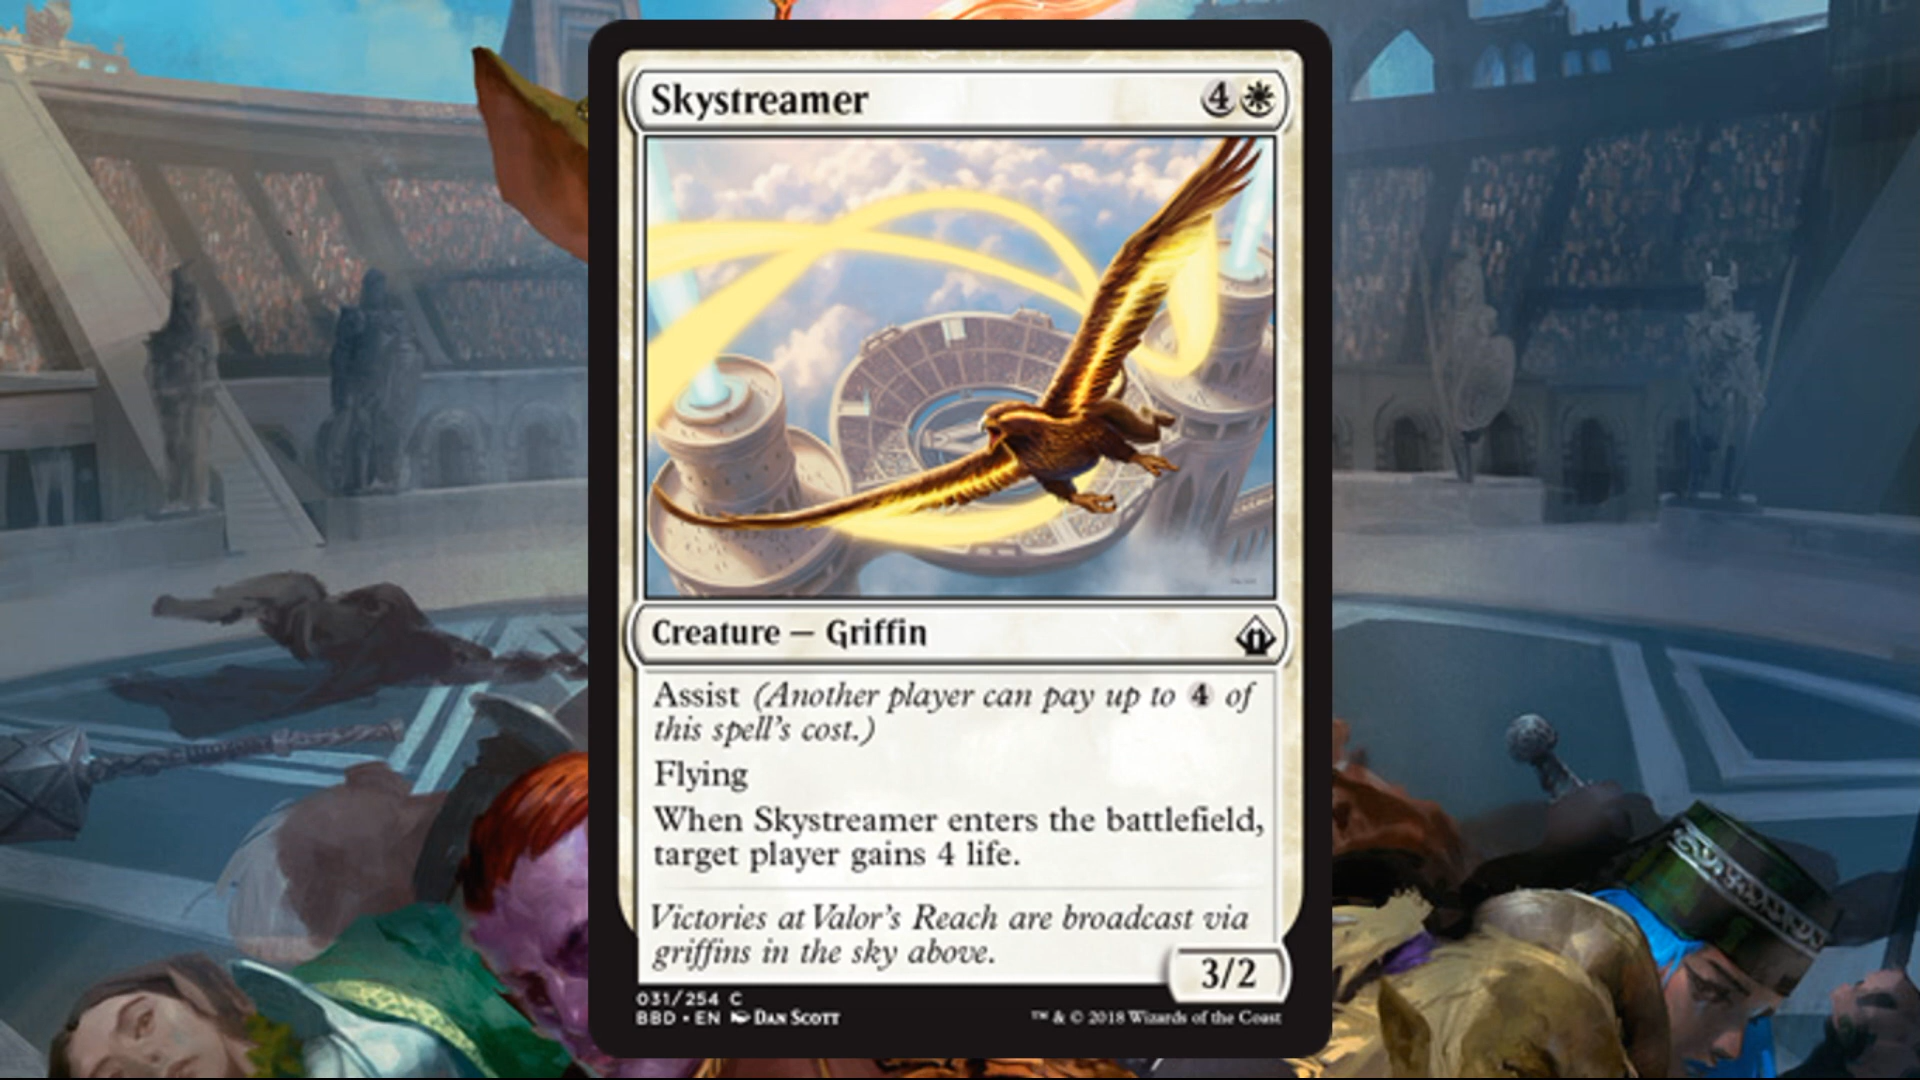 Skystreamer 4
Creature — Griffin
Assist (Another player can pay up to 4 of
this spell's cost.)
Flying
When Skystreamer enters the battlefield,
target player gains 4 life.
Victories at Valor's Reach are broadcast via
griffins in the sky above.
3/2
031/254 C
BBD • EN Dan Scott
™ & © 2018 Wizards of the Coast